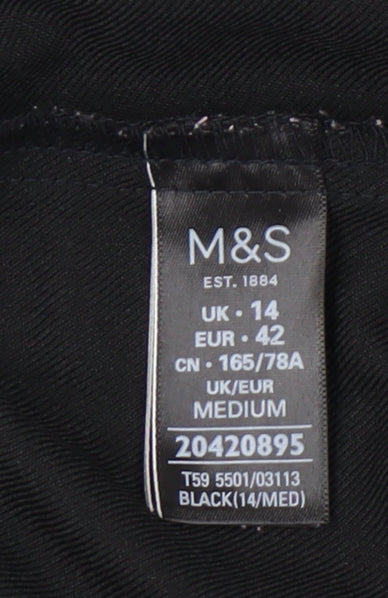 M&S
EST. 1884
UK • 14
EUR • 42
CN • 165/78A
UK/EUR
MEDIUM
20420895
T59 5501/03113
BLACK(14/MED)